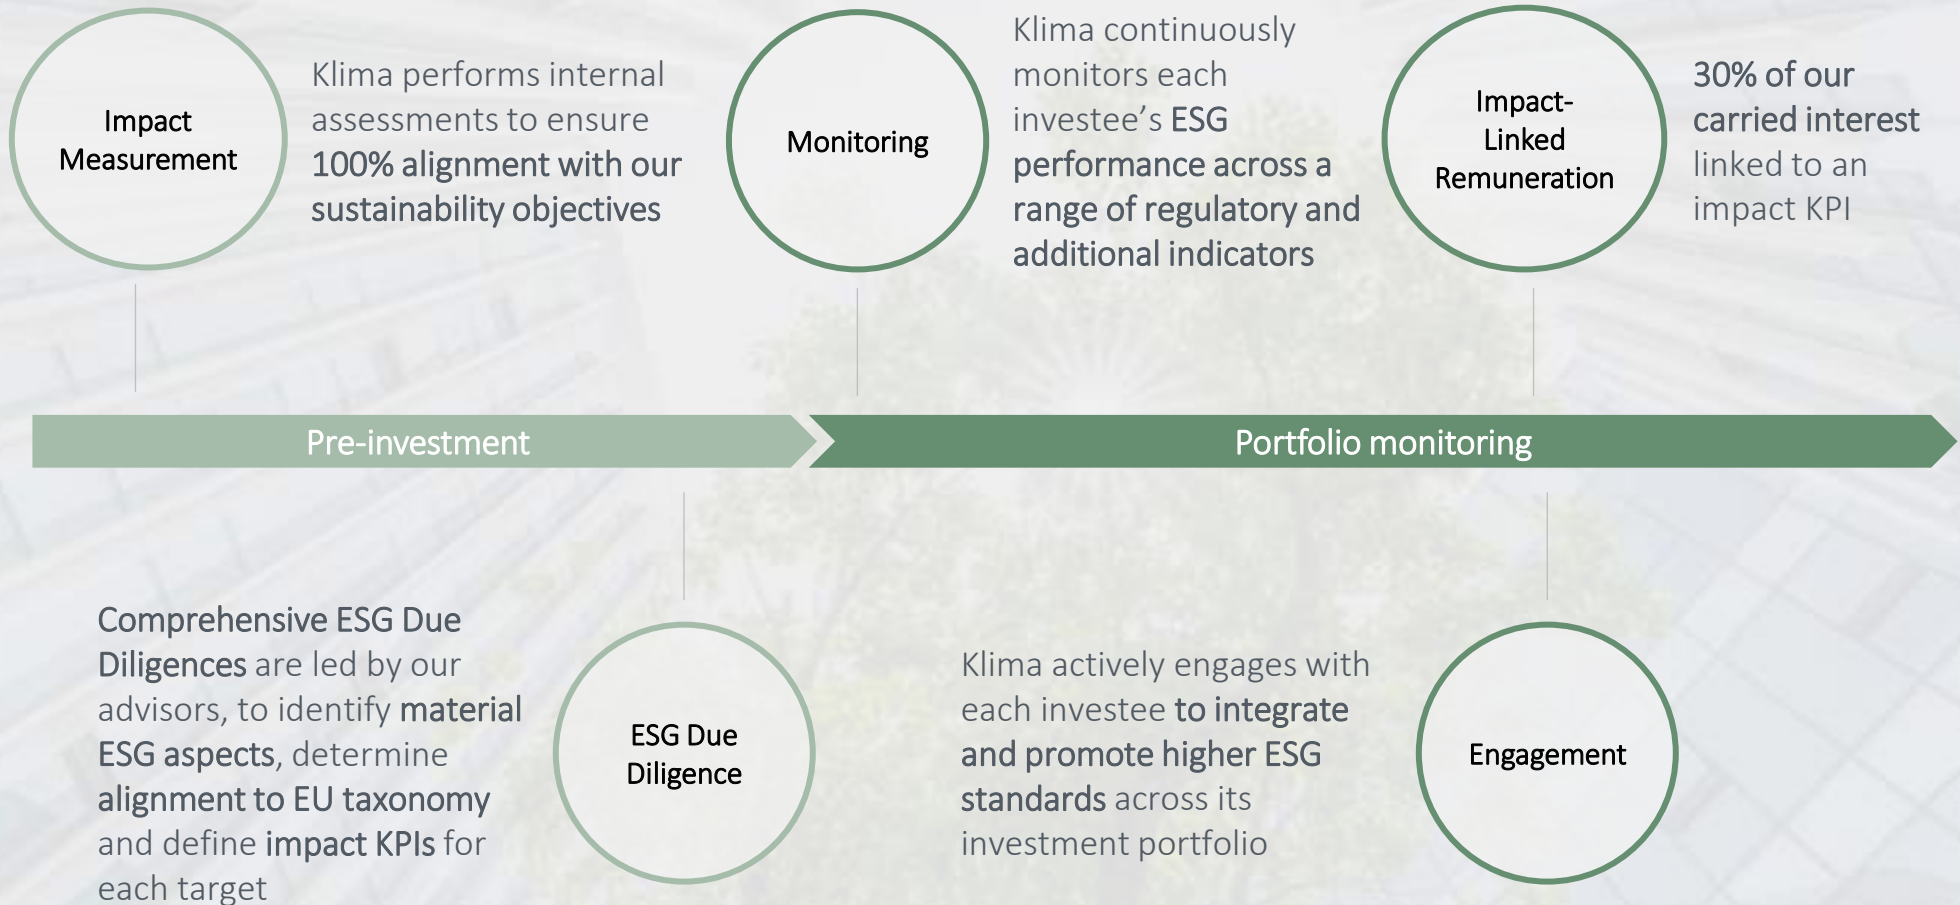 Impact
Measurement
Klima performs internal
assessments to ensure
100% alignment with our
sustainability objectives
Monitoring
Klima continuously
monitors each
investee’s ESG
performance across a
range of regulatory and
additional indicators
Impact-
Linked
Remuneration
30% of our
carried interest
linked to an
impact KPI
Pre-investment
Portfolio monitoring
Comprehensive ESG Due
Diligences are led by our
advisors, to identify material
ESG aspects, determine
alignment to EU taxonomy
and define impact KPIs for
each target
ESG Due
Diligence
Klima actively engages with
each investee to integrate
and promote higher ESG
standards across its
investment portfolio
Engagement